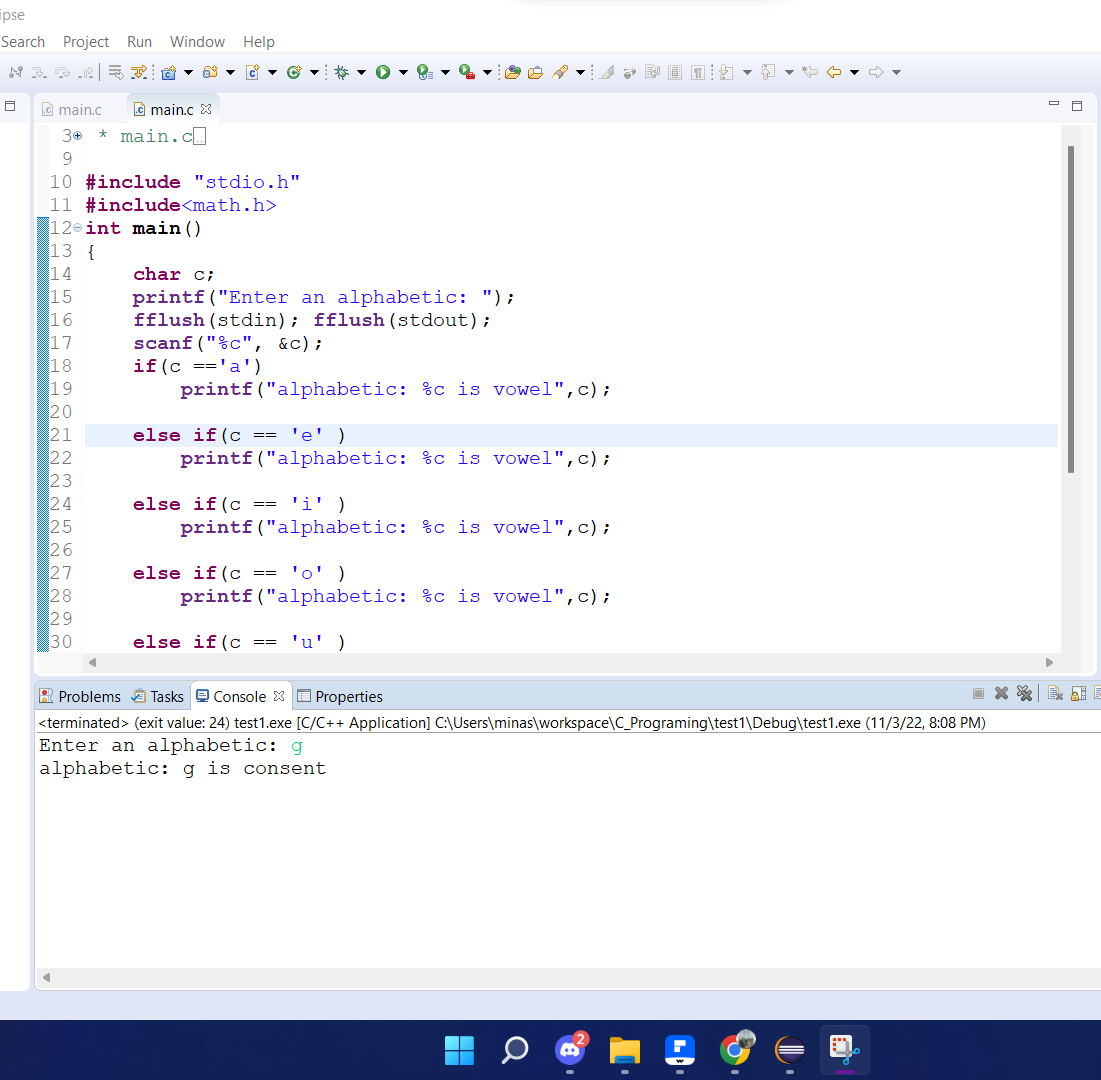 ipse
Search Project Run Window Help
main.c main.c
3 * main.c
9
10 #include "stdio.h"
11 #include<math.h>
12 int main()
13 {
14 char c;
15 printf("Enter an alphabetic: ");
16 fflush(stdin); fflush(stdout);
17 scanf("%c", &c);
18 if(c =='a')
19 printf("alphabetic: %c is vowel",c);
20
21 else if(c == 'e' )
22 printf("alphabetic: %c is vowel",c);
23
24 else if(c == 'i' )
25 printf("alphabetic: %c is vowel",c);
26
27 else if(c == 'o' )
28 printf("alphabetic: %c is vowel",c);
29
30 else if(c == 'u' )
Problems Tasks Console Properties
<terminated> (exit value: 24) test1.exe [C/C++ Application] C:\Users\minas\workspace\C_Programing\test1\Debug\test1.exe (11/3/22, 8:08 PM)
Enter an alphabetic: g
alphabetic: g is consent
2